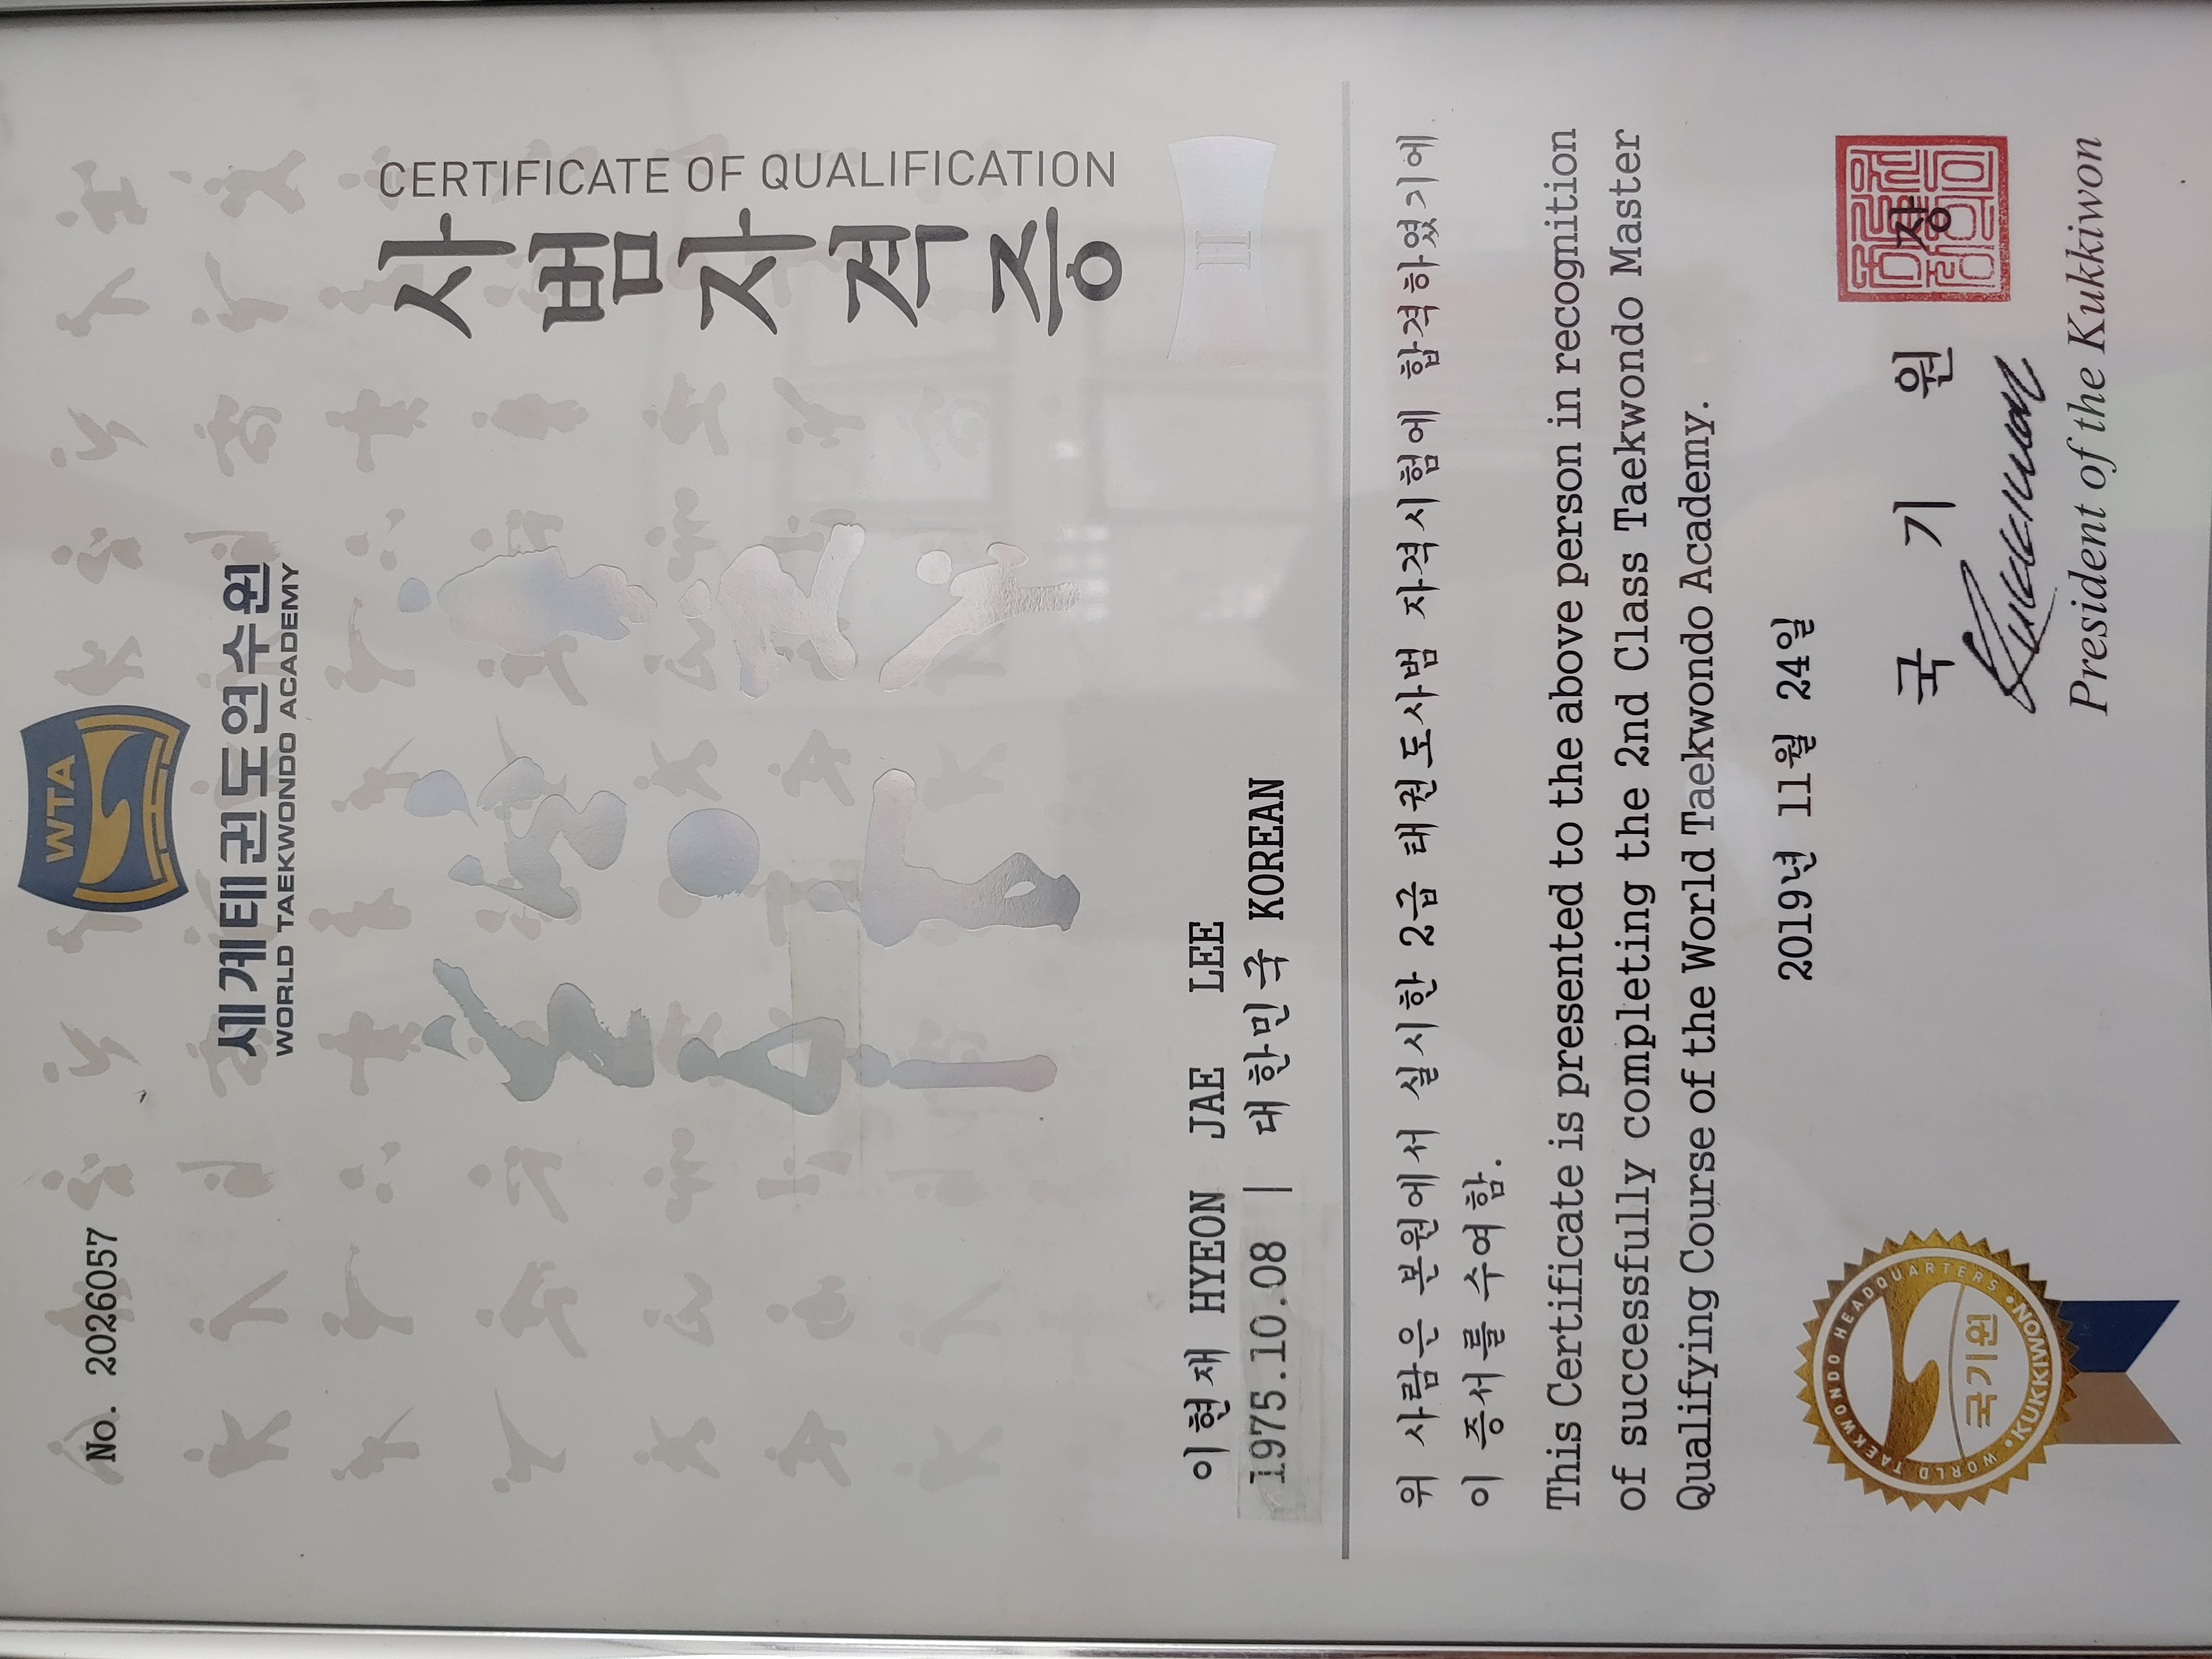 No. 2026057
WTA
세계태권도연수원
WORLD TAEKWONDO ACADEMY
사범자격증
CERTIFICATE OF QUALIFICATION
II
이현재 HYEON JAE LEE
1975.10.08 | 대한민국 KOREAN
위 사람은 본원에서 실시한 2급 태권도사범 자격시험에 합격하였기에
이 증서를 수여함.
This Certificate is presented to the above person in recognition
of successfully completing the 2nd Class Taekwondo Master
Qualifying Course of the World Taekwondo Academy.
2019년 11월 24일
국기원장
President of the Kukkiwon
WORLD TAEKWONDO HEADQUARTERS • KUKKIWON •
국기원